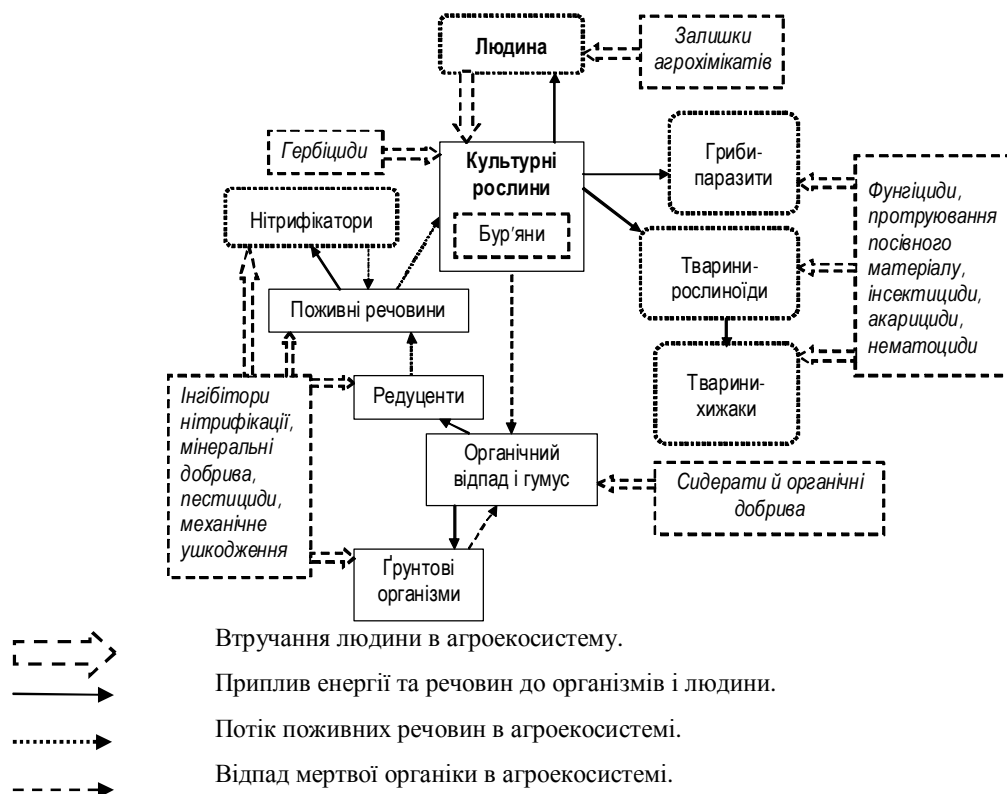 Людина
Залишки
агрохімікатів
Гербіциди
Культурні
рослини
Бур'яни
Гриби-
паразити
Фунгіциди,
протруювання
посівного
матеріалу,
інсектициди,
акарициди,
нематоциди
Нітрифікатори
Тварини-
рослиноїди
Поживні речовини
Тварини-
хижаки
Інгібітори
нітрифікації,
мінеральні
добрива,
пестициди,
механічне
ушкодження
Редуценти
Органічний
відпад і гумус
Сидерати й органічні
добрива
Ґрунтові
організми
Втручання людини в агроекосистему.
Приплив енергії та речовин до організмів і людини.
Потік поживних речовин в агроекосистемі.
Відпад мертвої органіки в агроекосистемі.